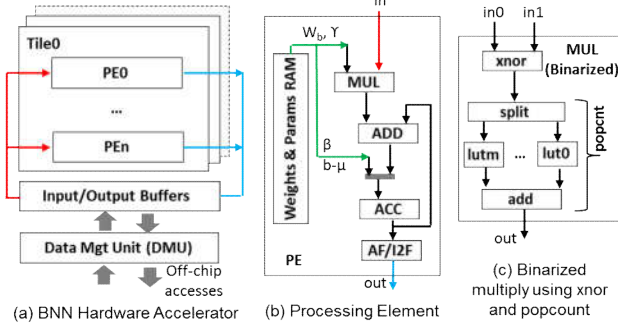 Tile0
PE0
...
PEn
Input/Output Buffers
Data Mgt Unit (DMU)
Off-chip
accesses
(a) BNN Hardware Accelerator
in
W_b, ϒ
Weights & Params RAM
MUL
ADD
β
b-μ
ACC
AF/I2F
PE
out
(b) Processing Element
in0 in1
MUL
(Binarized)
xnor
split
popcnt
lutm ... lut0
add
out
(c) Binarized
multiply using xnor
and popcount